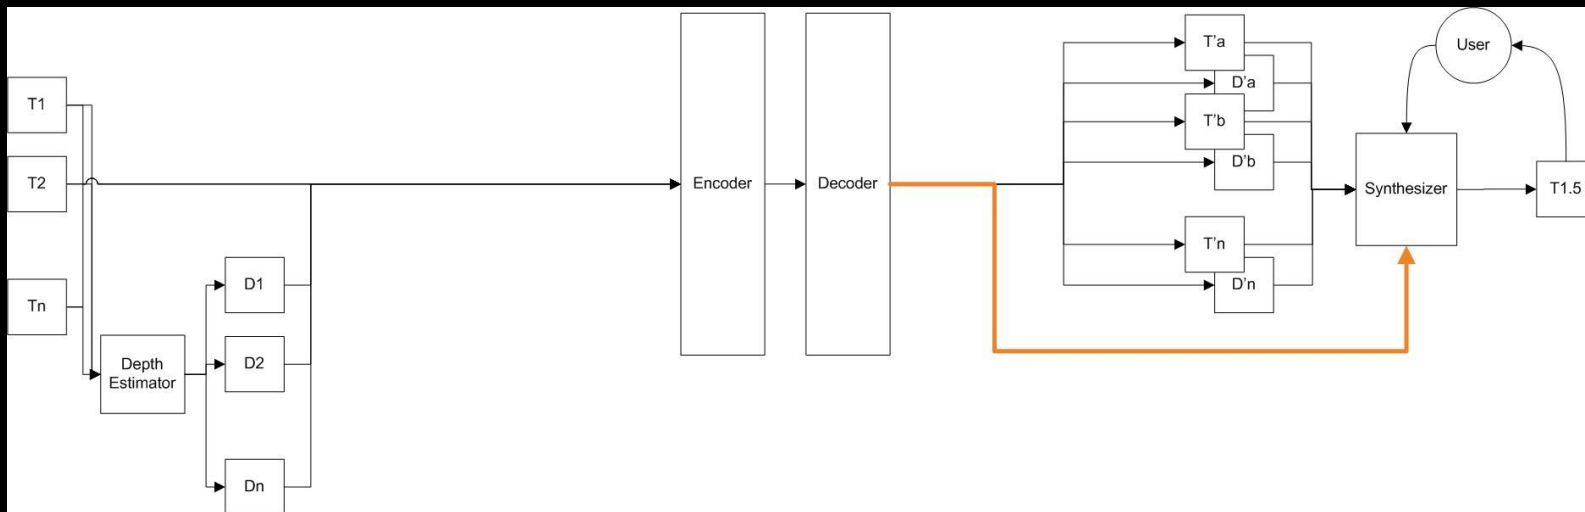 T1
T2
Tn
Depth
Estimator
D1
D2
Dn
Encoder
Decoder
T'a
D'a
T'b
D'b
T'n
D'n
User
Synthesizer
T1.5